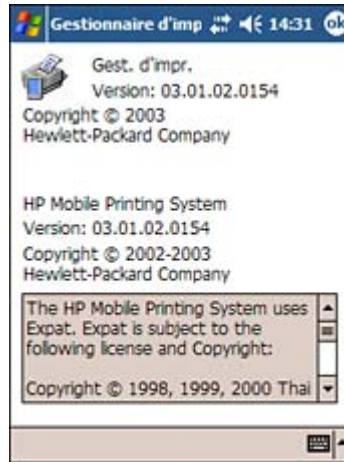 Gestionnaire d'imp 14:31 ok
Gest. d'impr.
Version: 03.01.02.0154
Copyright © 2003
Hewlett-Packard Company
HP Mobile Printing System
Version: 03.01.02.0154
Copyright © 2002-2003
Hewlett-Packard Company
The HP Mobile Printing System uses
Expat. Expat is subject to the
following license and Copyright:
Copyright © 1998, 1999, 2000 Thai